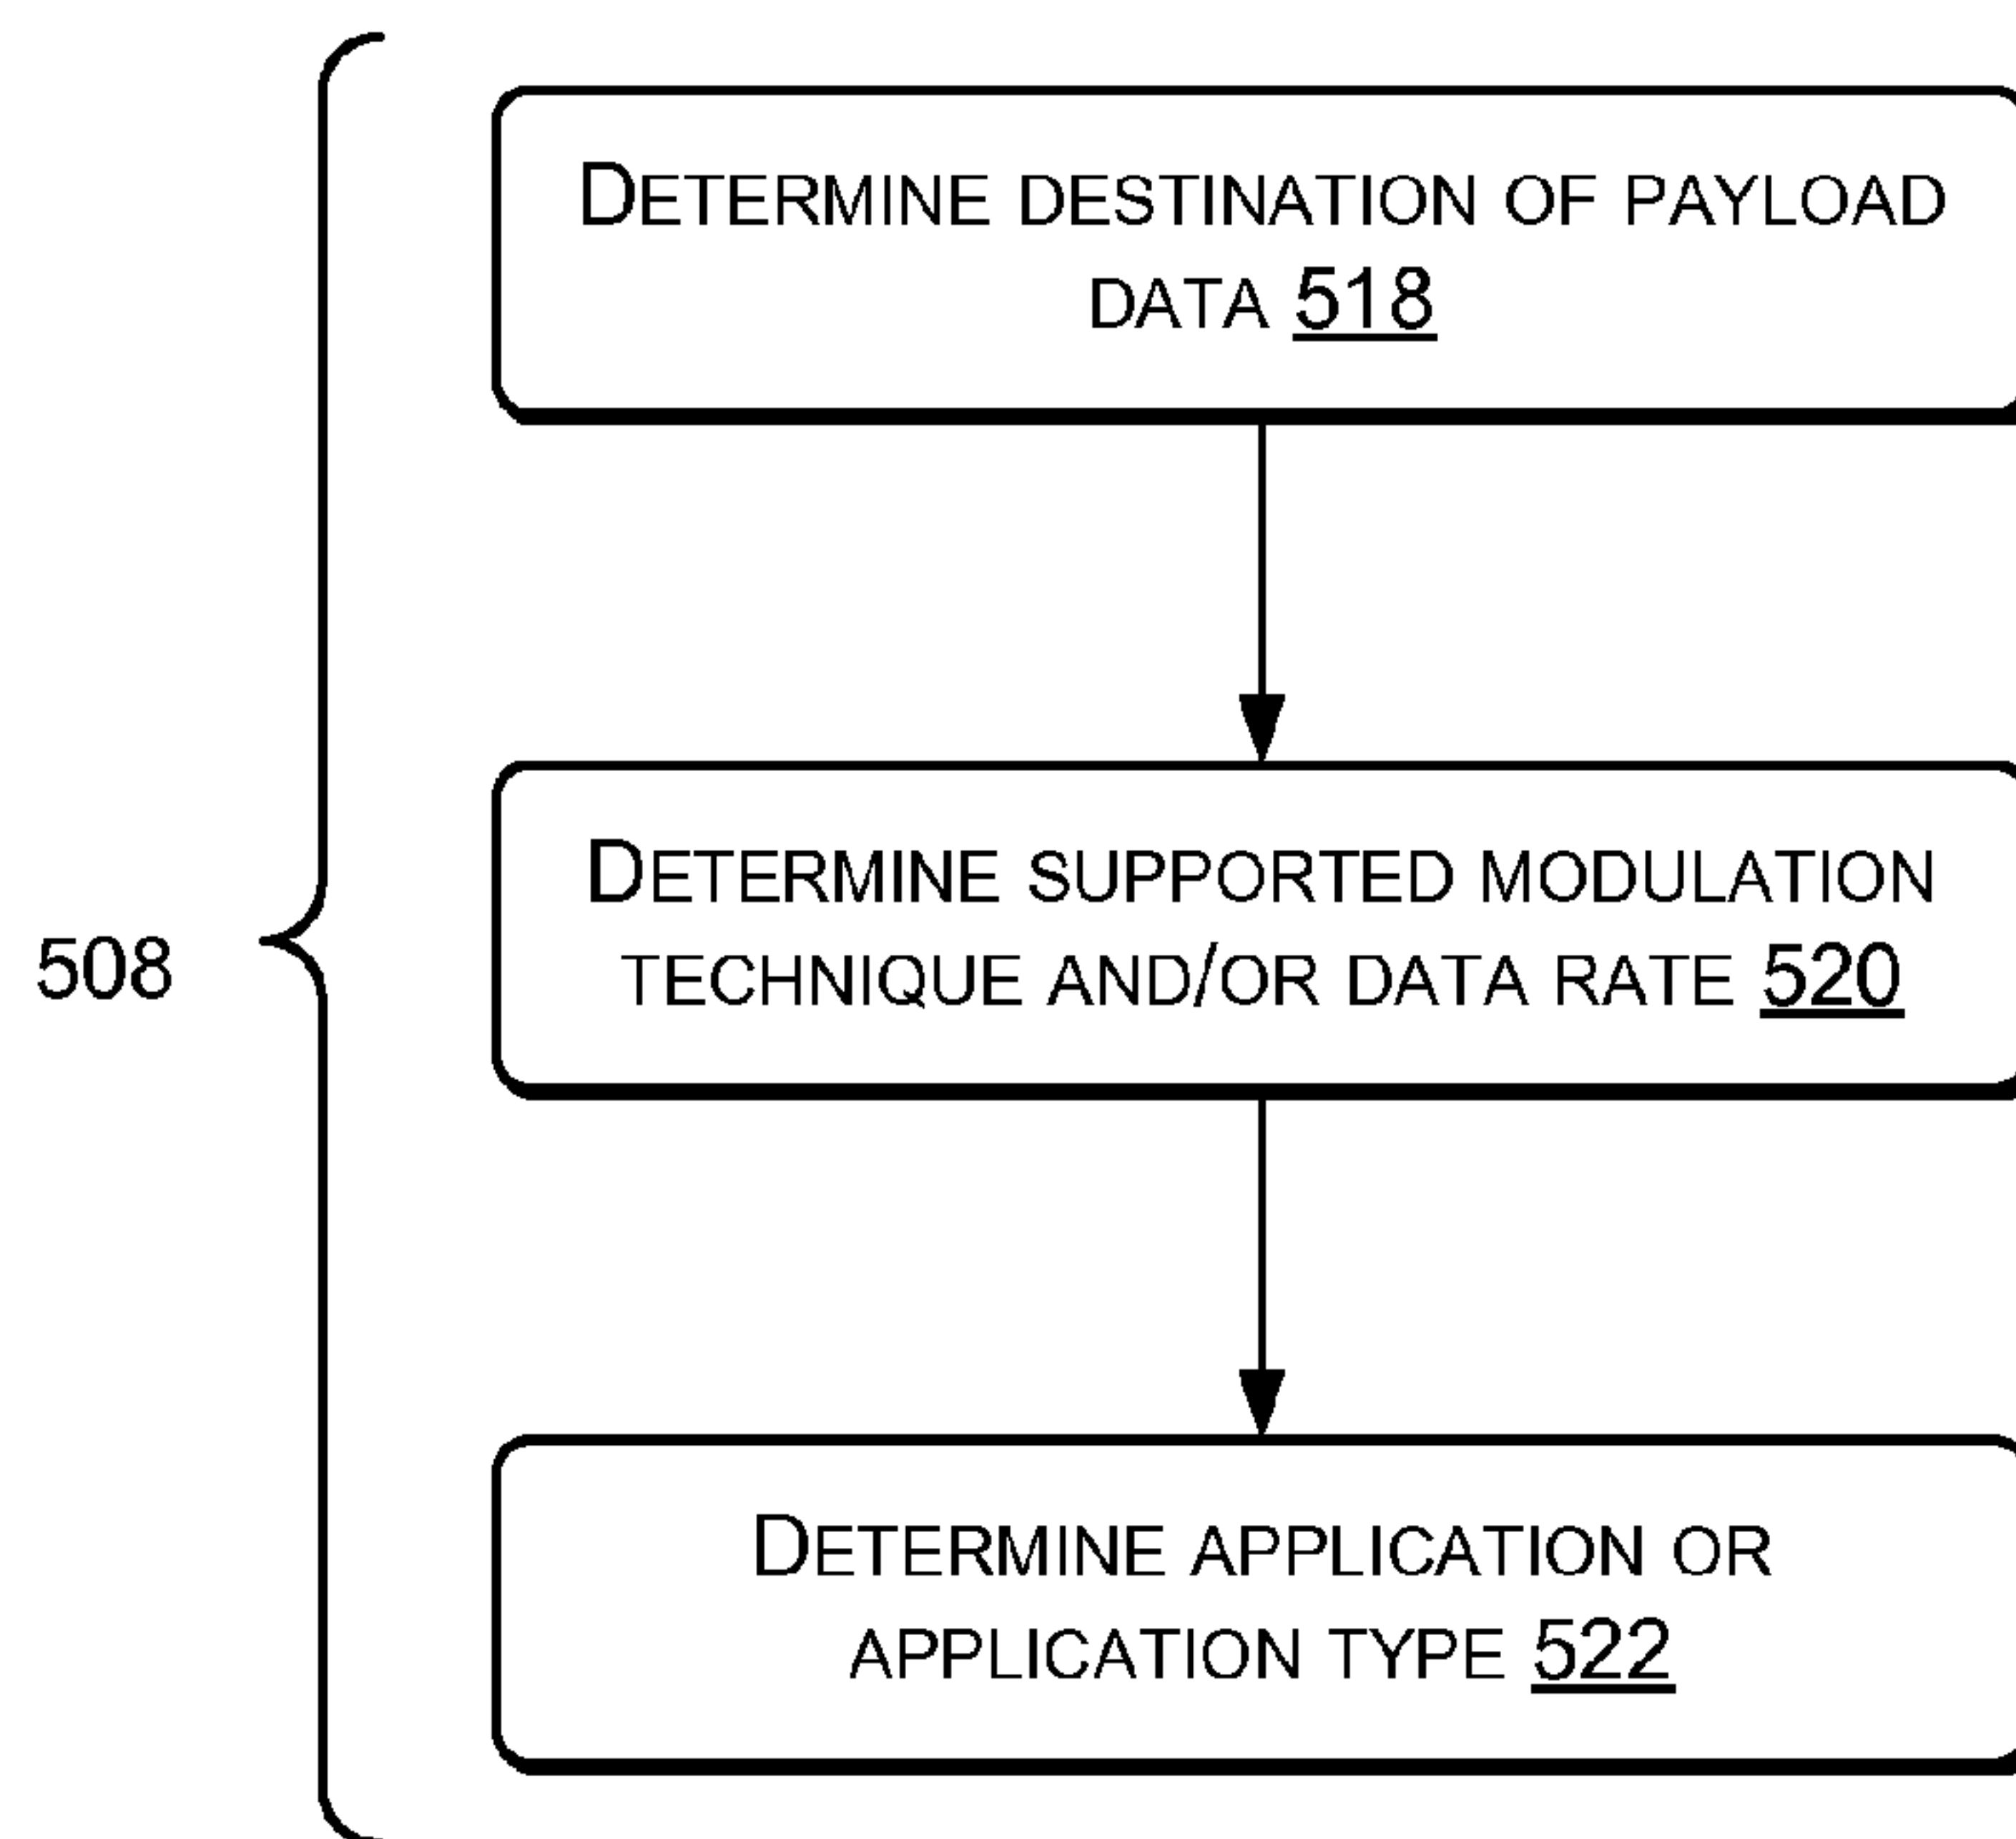 DETERMINE DESTINATION OF PAYLOAD
DATA 518
508
DETERMINE SUPPORTED MODULATION
TECHNIQUE AND/OR DATA RATE 520
DETERMINE APPLICATION OR
APPLICATION TYPE 522